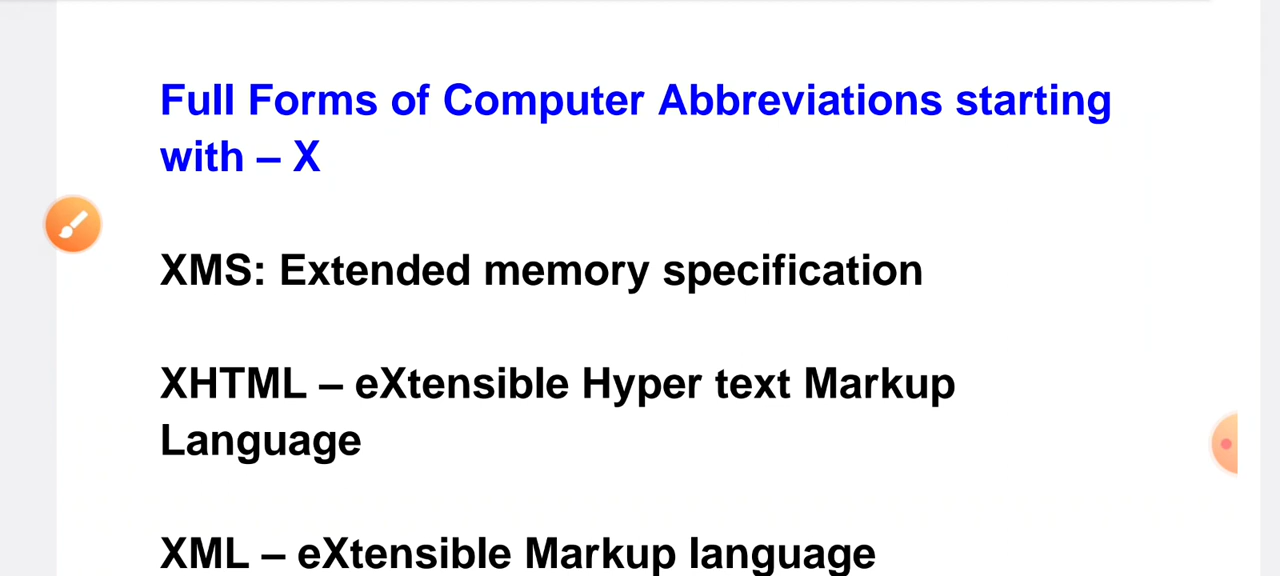 Full Forms of Computer Abbreviations starting
with – X
XMS: Extended memory specification
XHTML – eXtensible Hyper text Markup
Language
XML – eXtensible Markup language